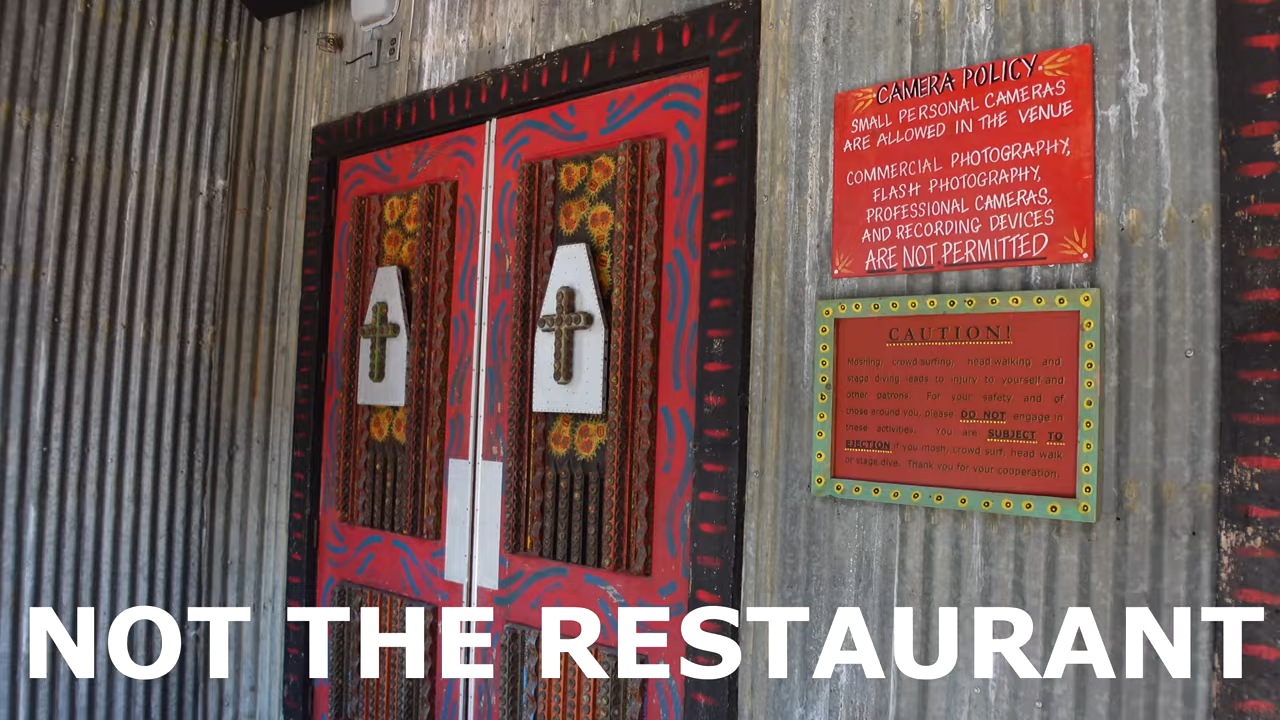 CAMERA POLICY
SMALL PERSONAL CAMERAS
ARE ALLOWED IN THE VENUE
COMMERCIAL PHOTOGRAPHY,
FLASH PHOTOGRAPHY,
PROFESSIONAL CAMERAS,
AND RECORDING DEVICES
ARE NOT PERMITTED
CAUTION!
Moshing, crowd surfing, head walking and
stage diving leads to injury to yourself and
other patrons. For your safety and of
those around you, please DO NOT engage in
these activities. You are SUBJECT TO
EJECTION if you mosh, crowd surf, head walk
or stage dive. Thank you for your cooperation.
NOT THE RESTAURANT